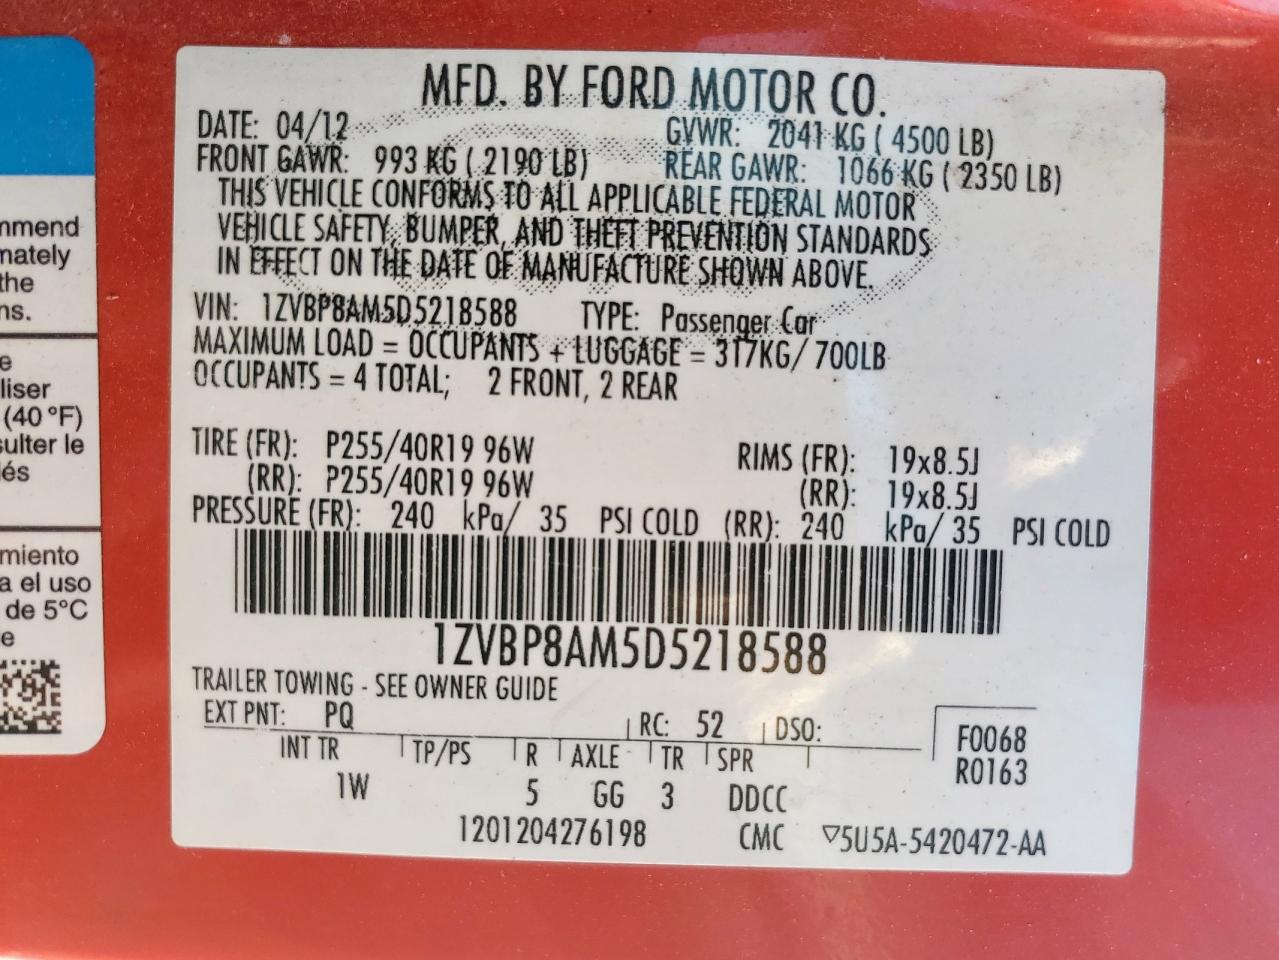 MFD. BY FORD MOTOR CO.
DATE: 04/12 GVWR: 2041 KG ( 4500 LB)
FRONT GAWR: 993 KG ( 2190 LB) REAR GAWR: 1066 KG ( 2350 LB)
THIS VEHICLE CONFORMS TO ALL APPLICABLE FEDERAL MOTOR
VEHICLE SAFETY, BUMPER, AND THEFT PREVENTION STANDARDS
IN EFFECT ON THE DATE OF MANUFACTURE SHOWN ABOVE.
VIN: 1ZVBP8AM5D5218588 TYPE: Passenger Car
MAXIMUM LOAD = OCCUPANTS + LUGGAGE = 317KG/ 700LB
OCCUPANTS = 4 TOTAL; 2 FRONT, 2 REAR
TIRE (FR): P255/40R19 96W RIMS (FR): 19x8.5J
(RR): P255/40R19 96W (RR): 19x8.5J
PRESSURE (FR): 240 kPa/ 35 PSI COLD (RR): 240 kPa/ 35 PSI COLD
1ZVBP8AM5D5218588
TRAILER TOWING - SEE OWNER GUIDE
EXT PNT: PQ RC: 52 DSO:
INT TR TP/PS R AXLE TR SPR
1W 5 GG 3 DDCC
F0068
R0163
1201204276198 CMC ▽5U5A-5420472-AA
mmend
mately
the
ns.
e
liser
(40 °F)
sulter le
lés
miento
a el uso
de 5°C
e